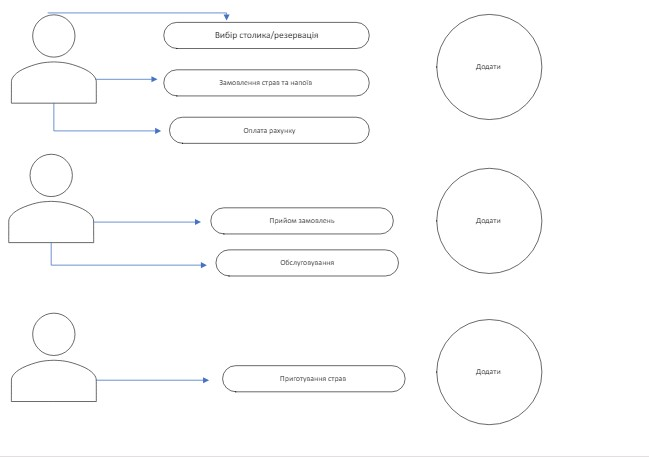 Вибір столика/резервація
Замовлення страв та напоїв
Оплата рахунку
Додати
Прийом замовлень
Обслуговування
Додати
Приготування страв
Додати